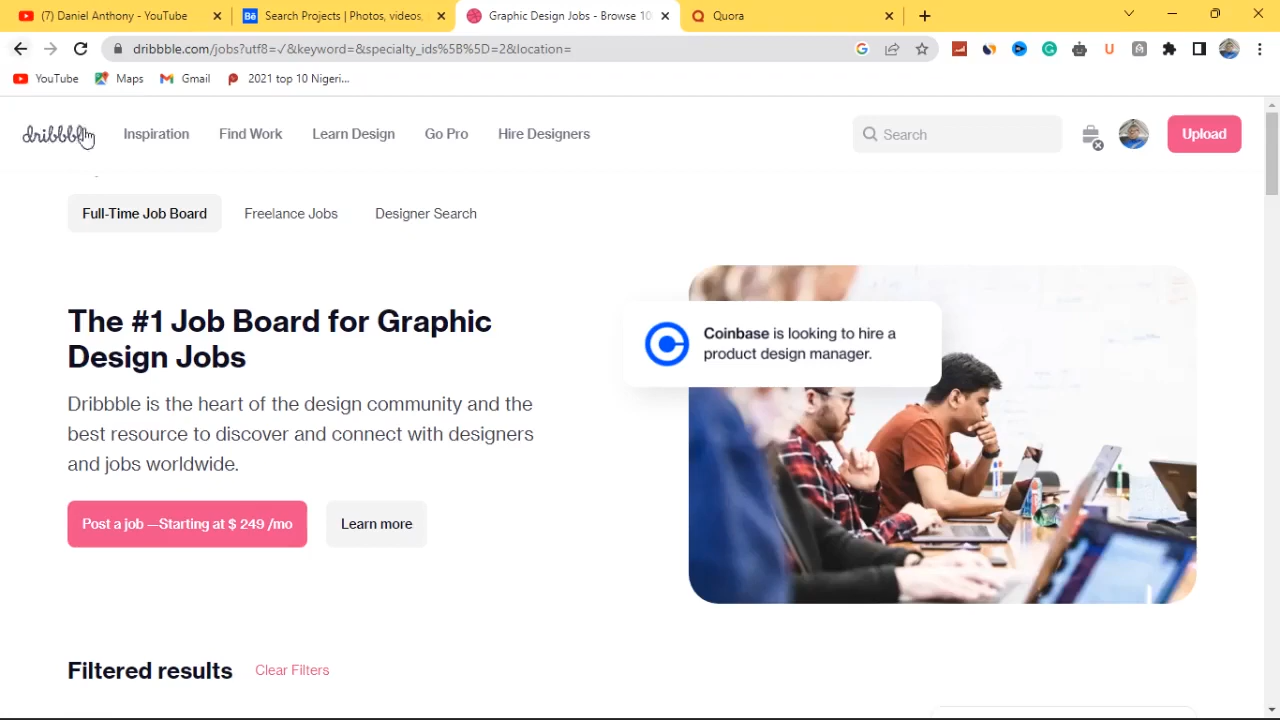 (7) Daniel Anthony - YouTube
Search Projects | Photos, videos,
Graphic Design Jobs - Browse 10
Quora
dribbble.com/jobs?utf8=✓/&keyword=&specialty_ids%5B%5D=2&location=
YouTube
Maps
Gmail
2021 top 10 Nigeri...
dribbble
Inspiration
Find Work
Learn Design
Go Pro
Hire Designers
Search
Upload
Full-Time Job Board
Freelance Jobs
Designer Search
The #1 Job Board for Graphic
Design Jobs
Dribbble is the heart of the design community and the
best resource to discover and connect with designers
and jobs worldwide.
Post a job —Starting at $ 249 /mo
Learn more
Coinbase is looking to hire a
product design manager.
Filtered results
Clear Filters